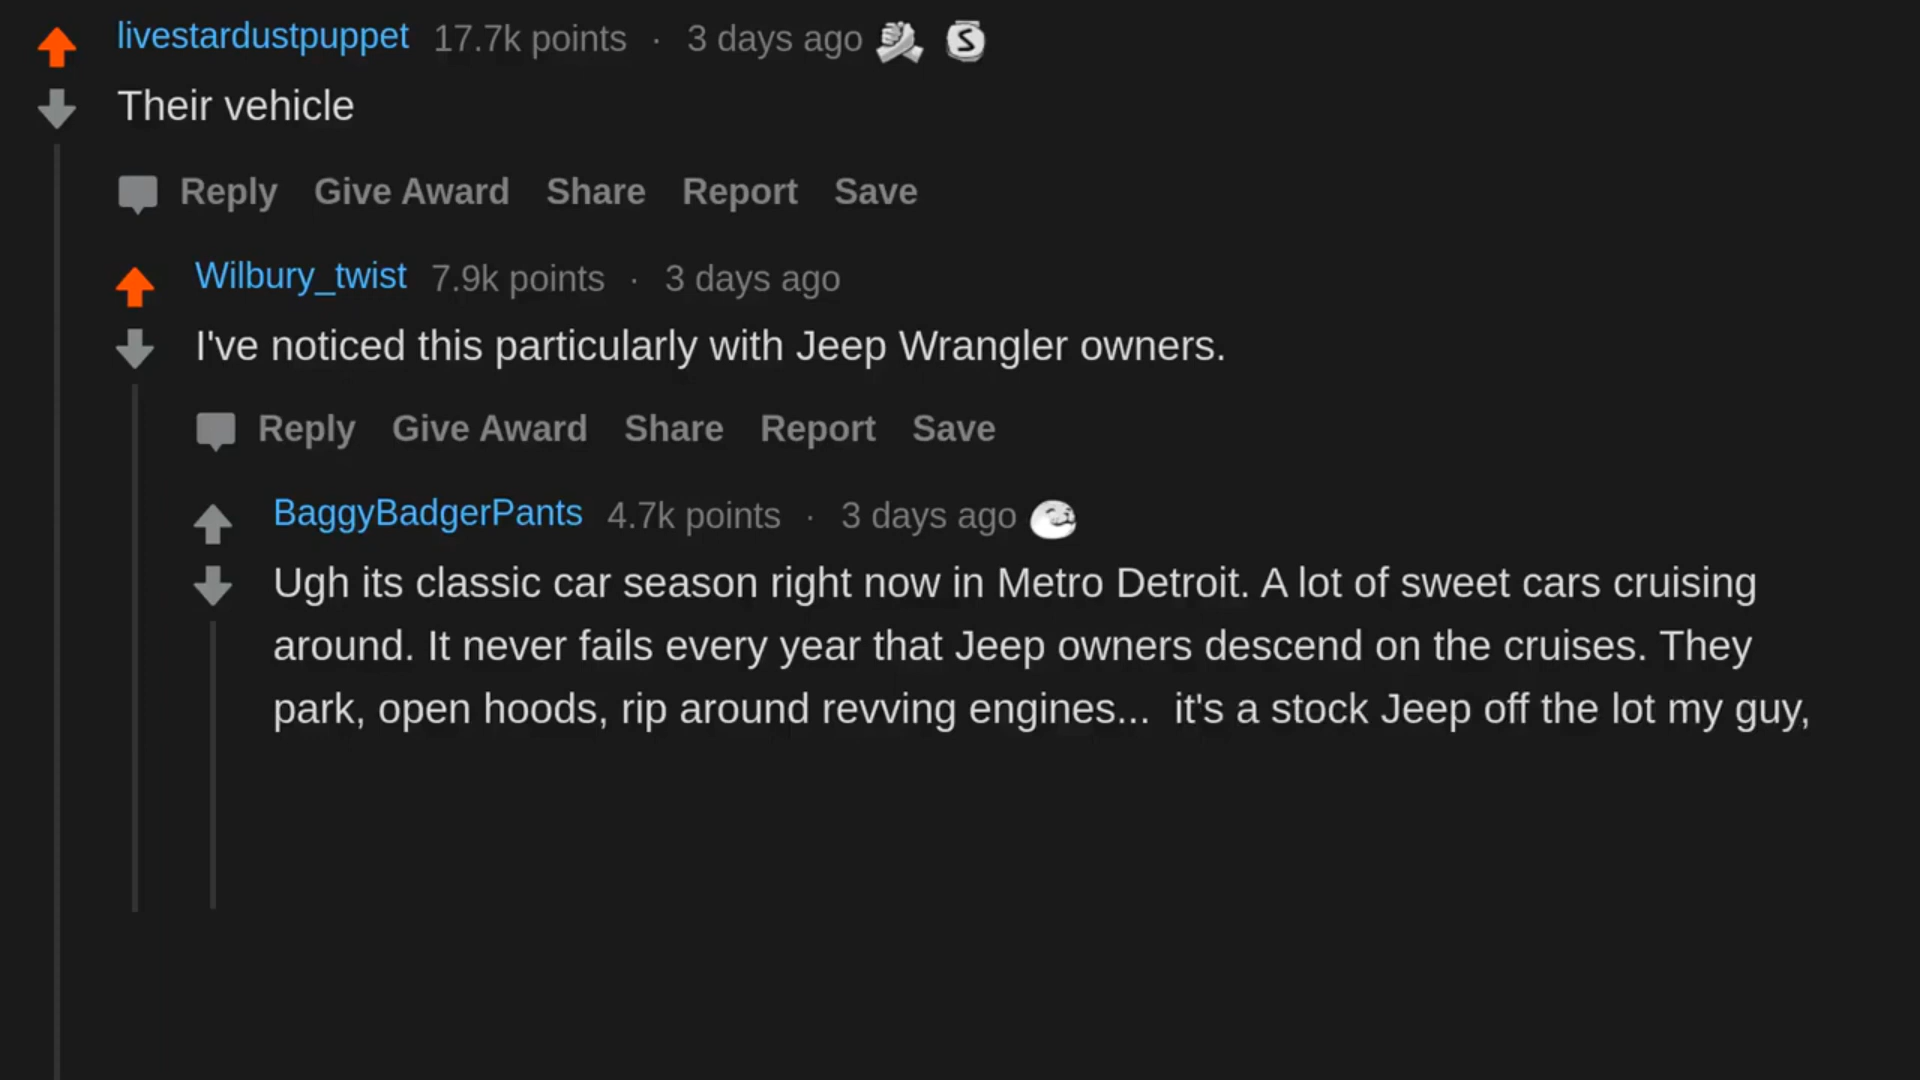 livestardustpuppet 17.7k points · 3 days ago
Their vehicle
Reply Give Award Share Report Save
Wilbury_twist 7.9k points · 3 days ago
I've noticed this particularly with Jeep Wrangler owners.
Reply Give Award Share Report Save
BaggyBadgerPants 4.7k points · 3 days ago
Ugh its classic car season right now in Metro Detroit. A lot of sweet cars cruising
around. It never fails every year that Jeep owners descend on the cruises. They
park, open hoods, rip around revving engines... it's a stock Jeep off the lot my guy,